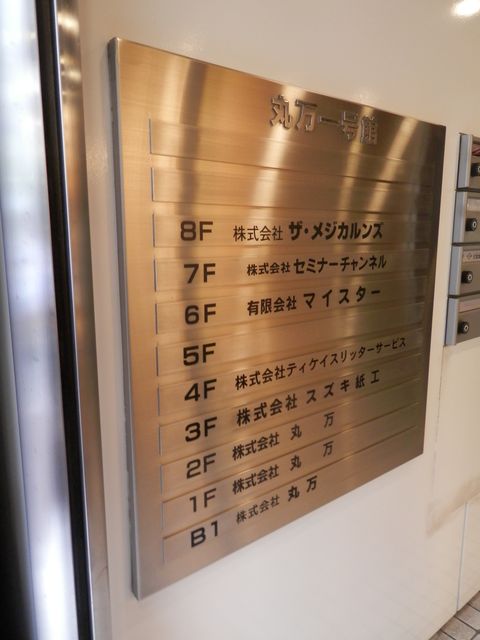 丸万一号館
8F 株式会社 ザ・メジカルンズ
7F 株式会社 セミナーチャンネル
6F 有限会社 マイスター
5F
4F 株式会社ティケイスリッターサービス
3F 株式会社 スズキ紙工
2F 株式会社 丸 万
1F 株式会社 丸 万
B1 株式会社 丸 万